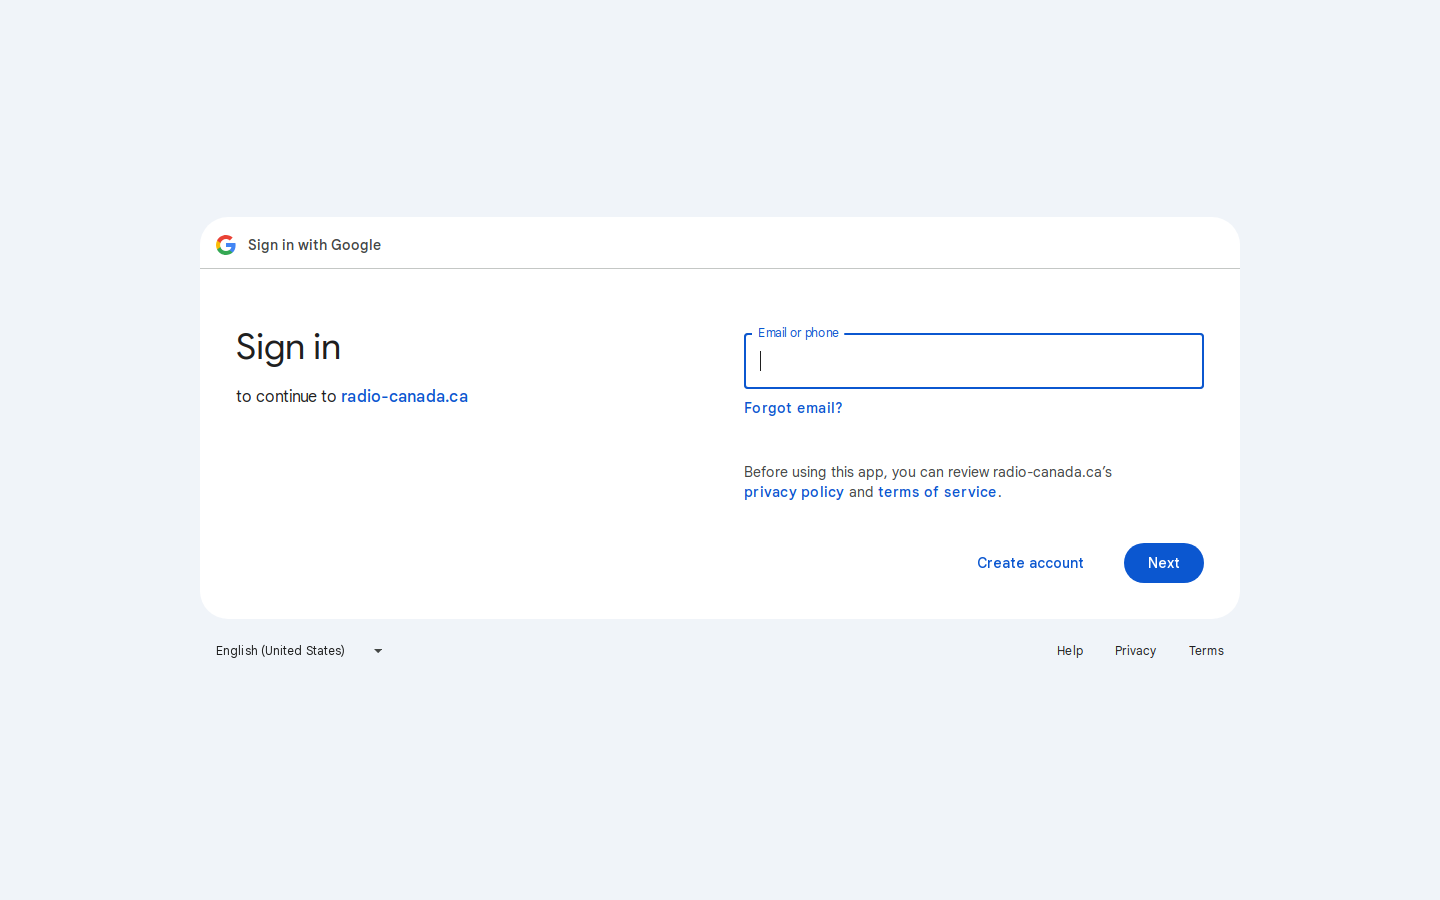 Sign in with Google
Sign in
to continue to radio-canada.ca
Email or phone
Forgot email?
Before using this app, you can review radio-canada.ca’s
privacy policy and terms of service.
Create account
Next
English (United States)
Help
Privacy
Terms